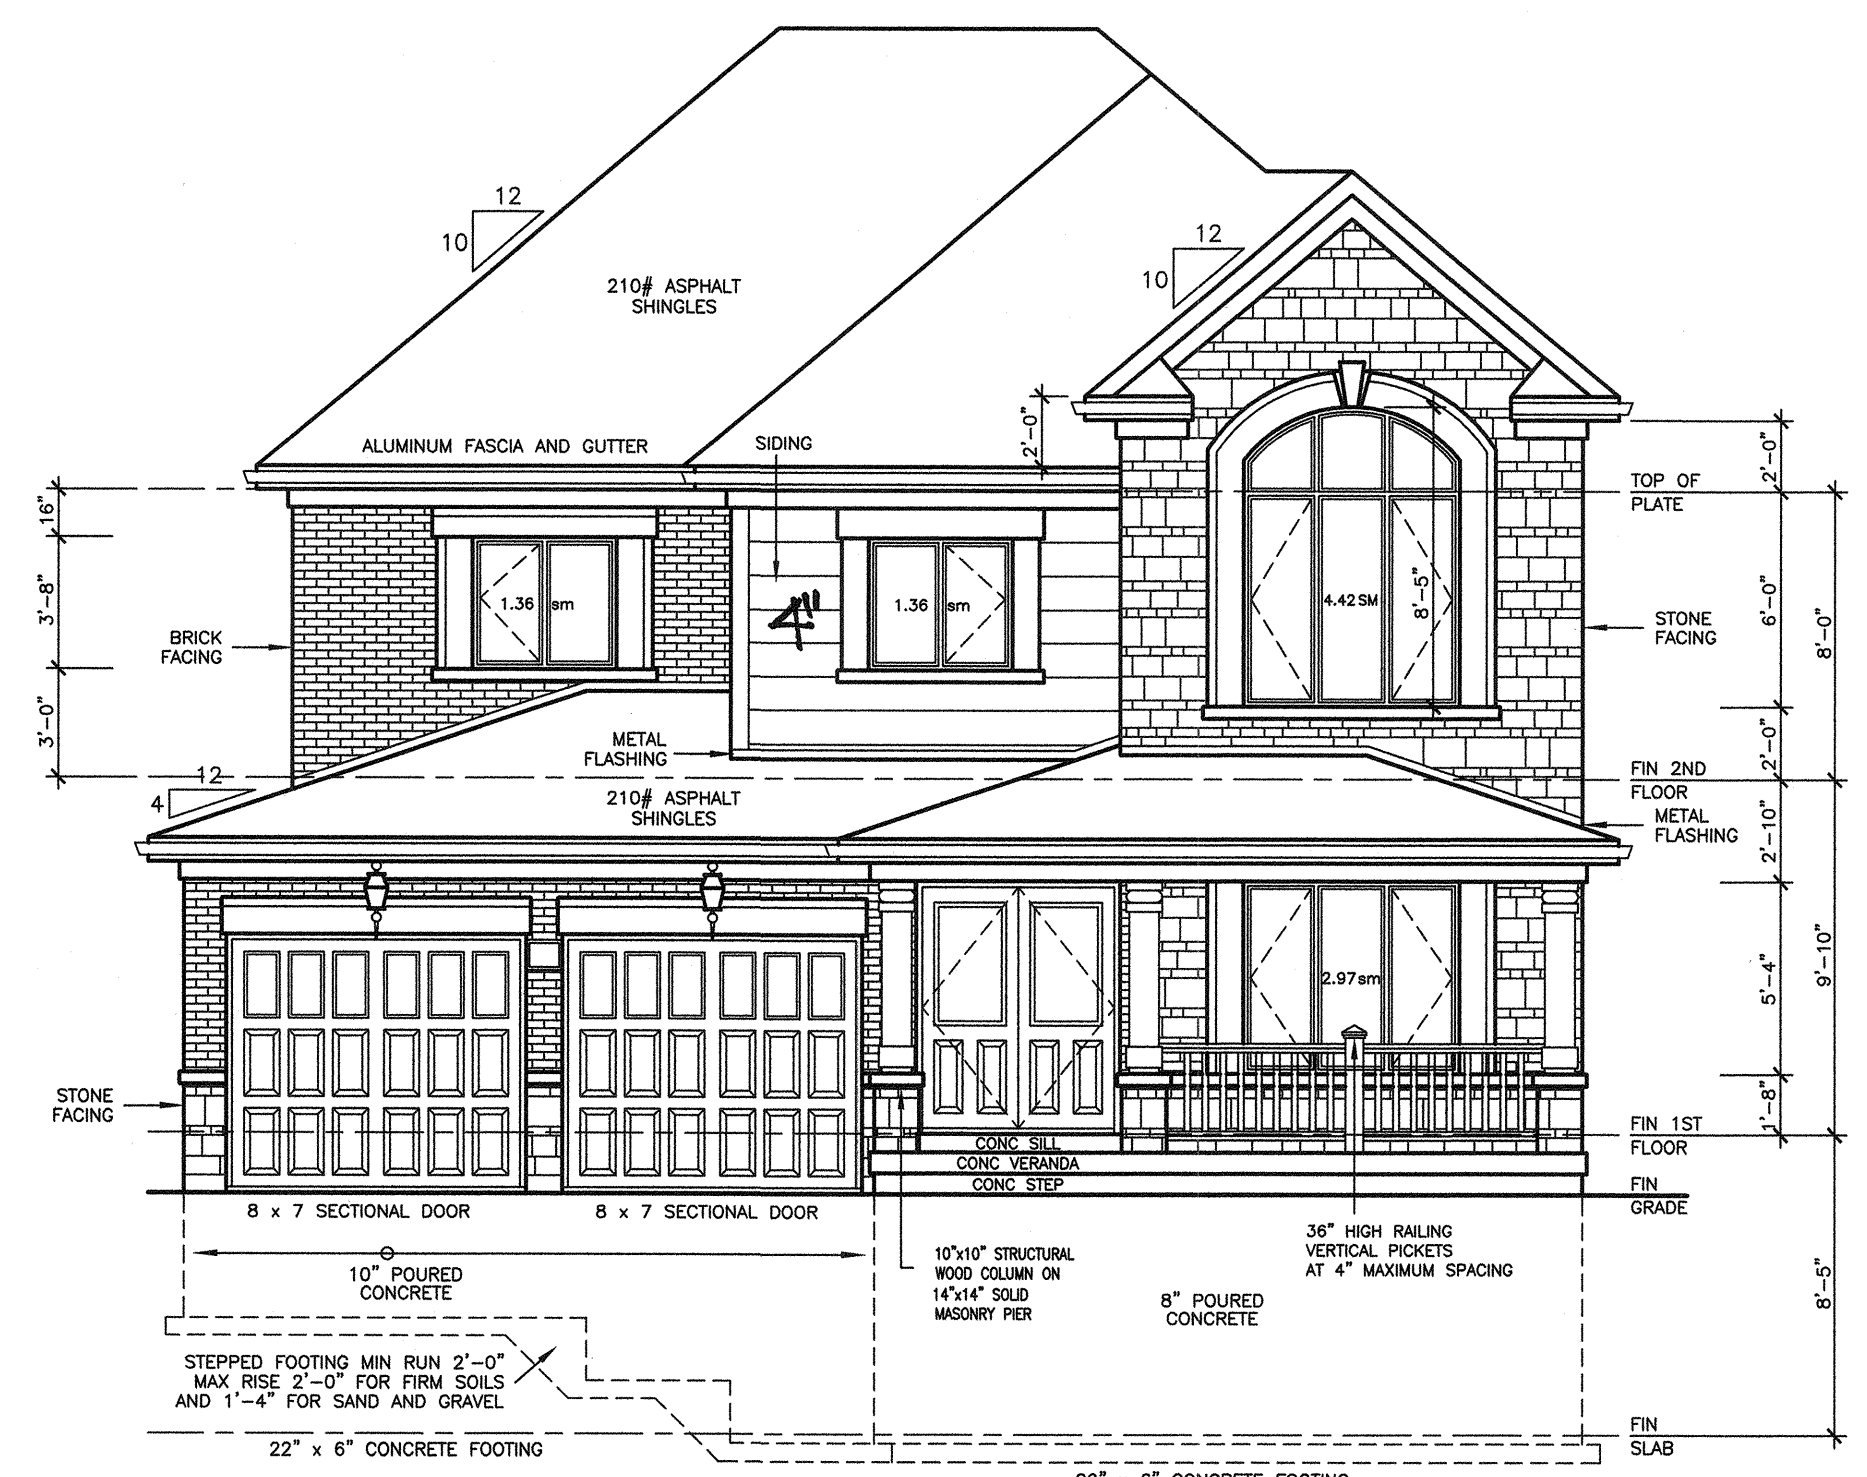 12
10
12
10
210# ASPHALT
SHINGLES
ALUMINUM FASCIA AND GUTTER
SIDING
2'-0"
2'-0"
TOP OF
PLATE
16"
3'-8"
3'-0"
1.36 sm
4"
1.36 sm
4.42 SM
8'-5"
6'-0"
8'-0"
STONE
FACING
BRICK
FACING
METAL
FLASHING
2'-0"
FIN 2ND
FLOOR
12
4
210# ASPHALT
SHINGLES
METAL
FLASHING
2'-10"
9'-10"
5'-4"
2.97 sm
STONE
FACING
1'-8"
FIN 1ST
FLOOR
CONC SILL
CONC VERANDA
CONC STEP
FIN
GRADE
8 x 7 SECTIONAL DOOR
8 x 7 SECTIONAL DOOR
10" POURED
CONCRETE
10"x10" STRUCTURAL
WOOD COLUMN ON
14"x14" SOLID
MASONRY PIER
36" HIGH RAILING
VERTICAL PICKETS
AT 4" MAXIMUM SPACING
8" POURED
CONCRETE
8'-5"
STEPPED FOOTING MIN RUN 2'-0"
MAX RISE 2'-0" FOR FIRM SOILS
AND 1'-4" FOR SAND AND GRAVEL
FIN
SLAB
22" x 6" CONCRETE FOOTING
CONCRETE FOOTING